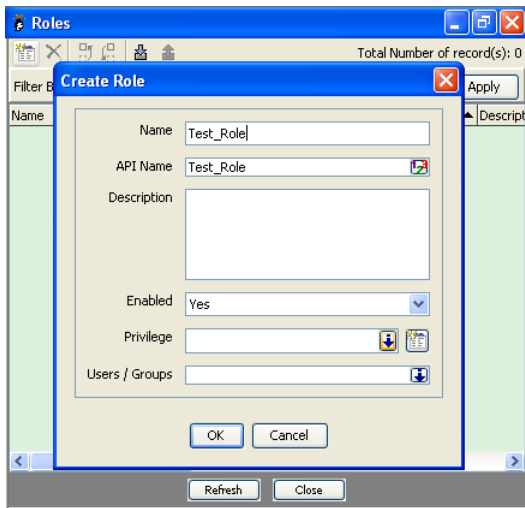 Roles
Total Number of record(s): 0
Filter B
Apply
Name
Descript
Create Role
Name
Test_Role
API Name
Test_Role
Description
Enabled
Yes
Privilege
Users / Groups
OK
Cancel
Refresh
Close